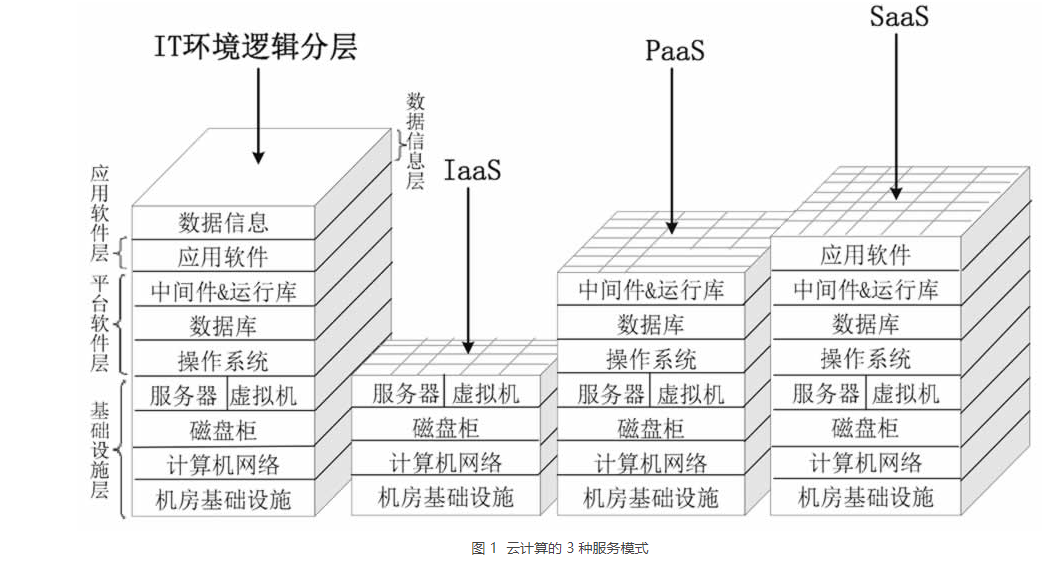 IT环境逻辑分层
数据信息层
应用软件层
平台软件层
基础设施层
数据信息
应用软件
中间件&运行库
数据库
操作系统
服务器 虚拟机
磁盘柜
计算机网络
机房基础设施
IaaS
服务器 虚拟机
磁盘柜
计算机网络
机房基础设施
PaaS
中间件&运行库
数据库
操作系统
服务器 虚拟机
磁盘柜
计算机网络
机房基础设施
SaaS
应用软件
中间件&运行库
数据库
操作系统
服务器 虚拟机
磁盘柜
计算机网络
机房基础设施
图 1 云计算的 3 种服务模式